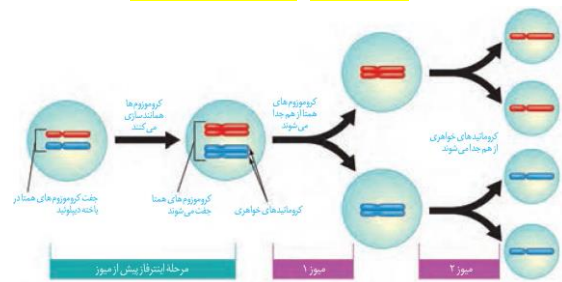 کروموزوم‌ها
همانندسازی
می‌کنند
کروموزوم‌های
همتا از هم جدا
می‌شوند
کروماتیدهای خواهری
از هم جدا می‌شوند
جفت کروموزوم‌های همتا در
یاخته دیپلوئید
کروموزوم‌های همتا
جفت می‌شوند
کروماتیدهای خواهری
مرحلهٔ اینترفاز پیش از میوز
میوز ۱
میوز ۲